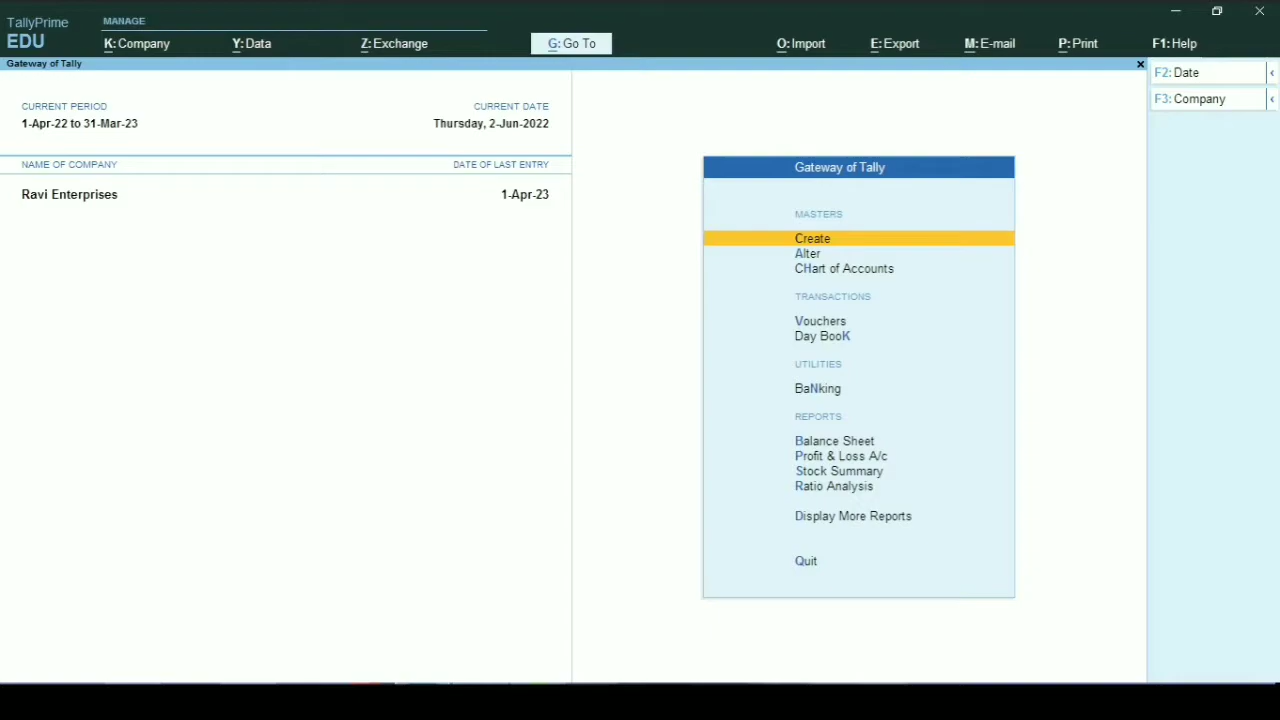 TallyPrime
EDU
MANAGE
K: Company
Y: Data
Z: Exchange
G: Go To
O: Import
E: Export
M: E-mail
P: Print
F1: Help
Gateway of Tally
F2: Date
F3: Company
CURRENT PERIOD
CURRENT DATE
1-Apr-22 to 31-Mar-23
Thursday, 2-Jun-2022
NAME OF COMPANY
DATE OF LAST ENTRY
Ravi Enterprises
1-Apr-23
Gateway of Tally
MASTERS
Create
Alter
CHart of Accounts
TRANSACTIONS
Vouchers
Day BooK
UTILITIES
BaNking
REPORTS
Balance Sheet
Profit & Loss A/c
Stock Summary
Ratio Analysis
Display More Reports
Quit